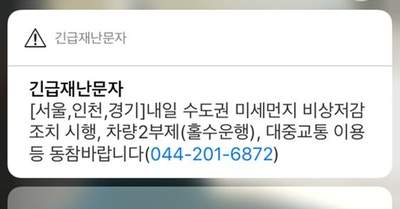 긴급재난문자
긴급재난문자
[서울,인천,경기]내일 수도권 미세먼지 비상저감
조치 시행, 차량2부제(홀수운행), 대중교통 이용
등 동참바랍니다(044-201-6872)